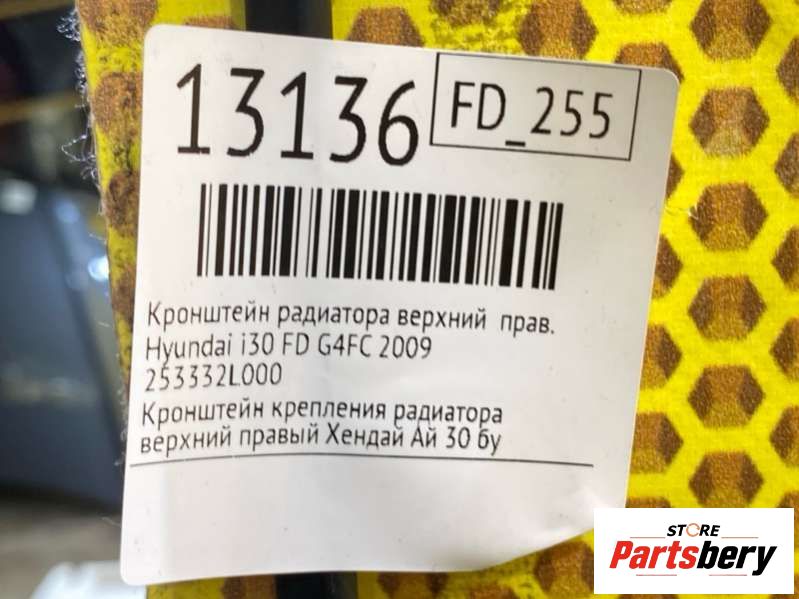 13136
FD_255
Кронштейн радиатора верхний прав.
Hyundai i30 FD G4FC 2009
253332L000
Кронштейн крепления радиатора
верхний правый Хендай Ай 30 бу
STORE
Partsbery